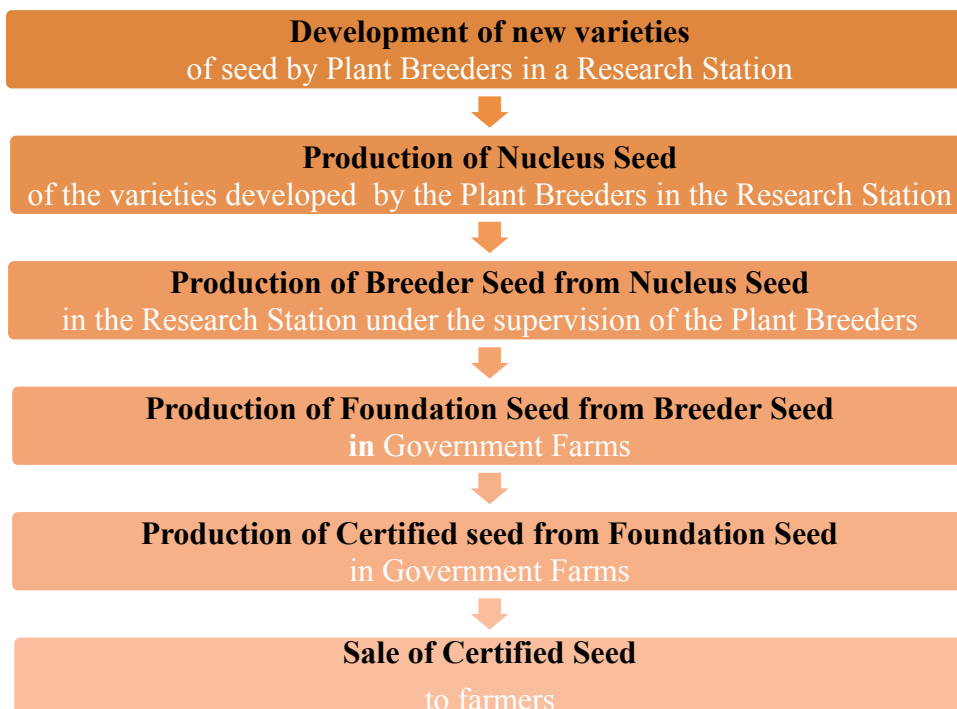 Development of new varieties
of seed by Plant Breeders in a Research Station
Production of Nucleus Seed
of the varieties developed by the Plant Breeders in the Research Station
Production of Breeder Seed from Nucleus Seed
in the Research Station under the supervision of the Plant Breeders
Production of Foundation Seed from Breeder Seed
in Government Farms
Production of Certified seed from Foundation Seed
in Government Farms
Sale of Certified Seed
to farmers